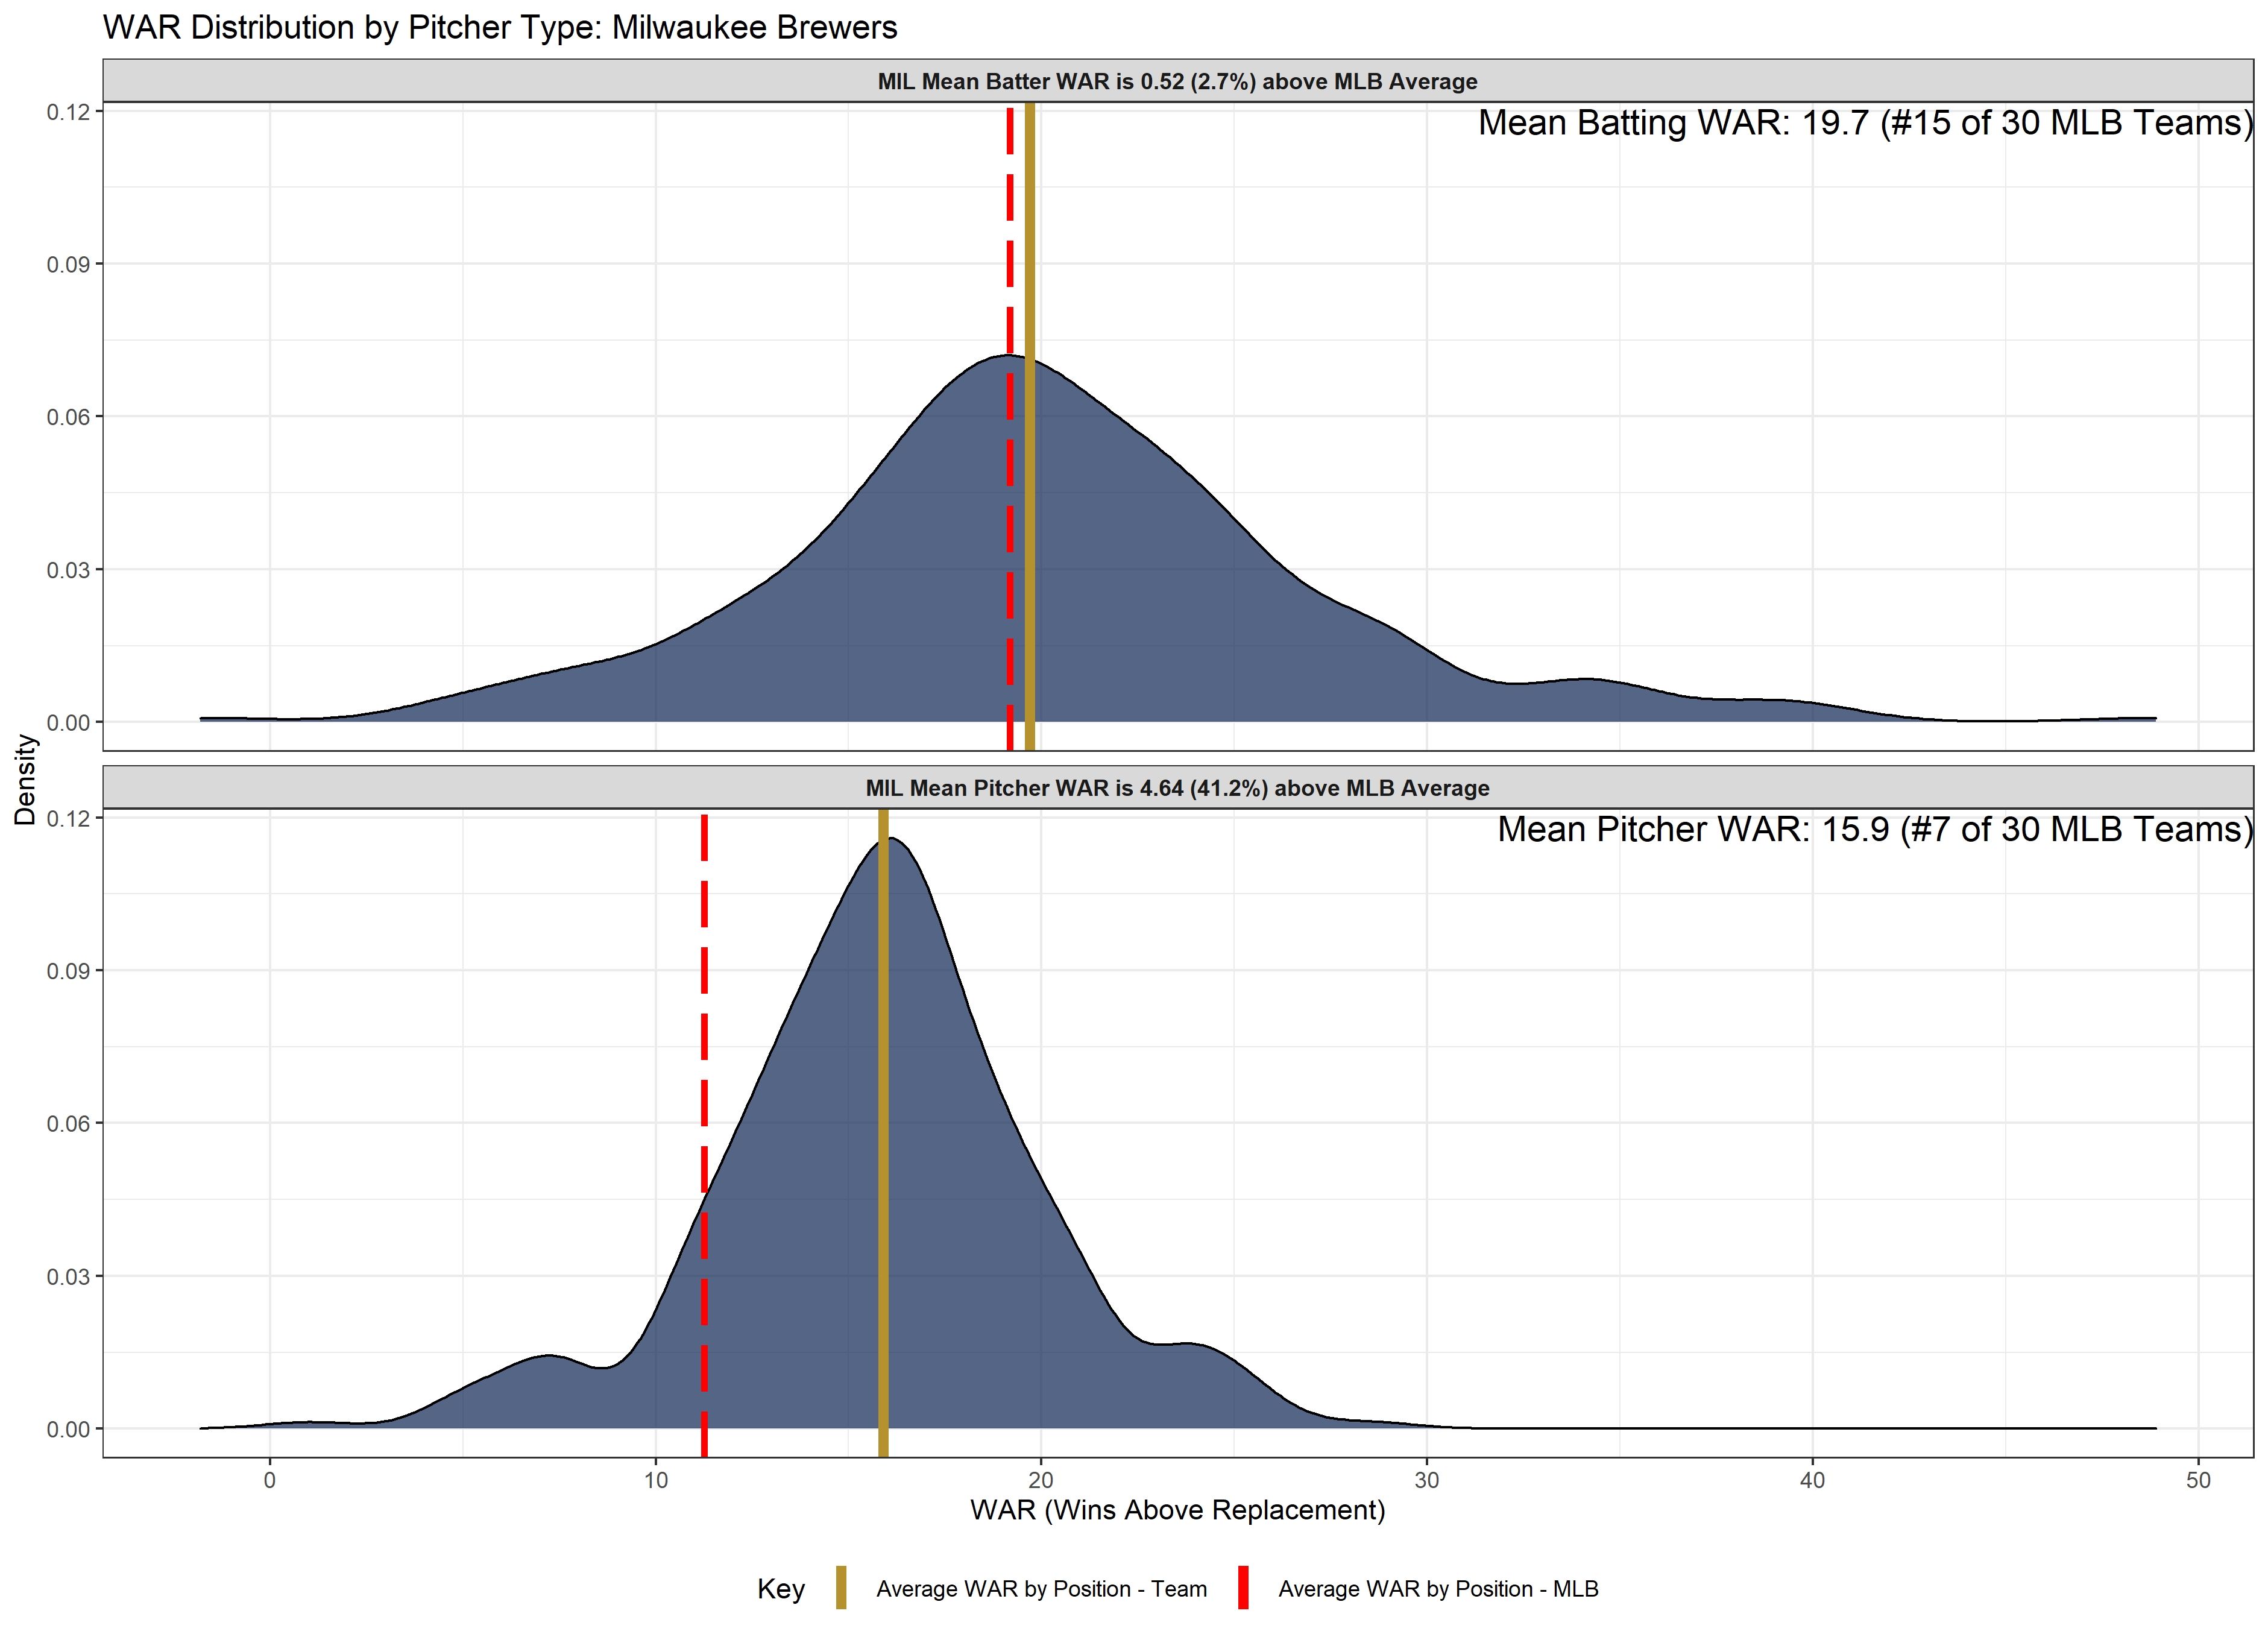 WAR Distribution by Pitcher Type: Milwaukee Brewers
MIL Mean Batter WAR is 0.52 (2.7%) above MLB Average
Mean Batting WAR: 19.7 (#15 of 30 MLB Teams)
0.12
0.09
0.06
0.03
0.00
Density
MIL Mean Pitcher WAR is 4.64 (41.2%) above MLB Average
Mean Pitcher WAR: 15.9 (#7 of 30 MLB Teams)
0.12
0.09
0.06
0.03
0.00
0 10 20 30 40 50
WAR (Wins Above Replacement)
Key Average WAR by Position - Team Average WAR by Position - MLB